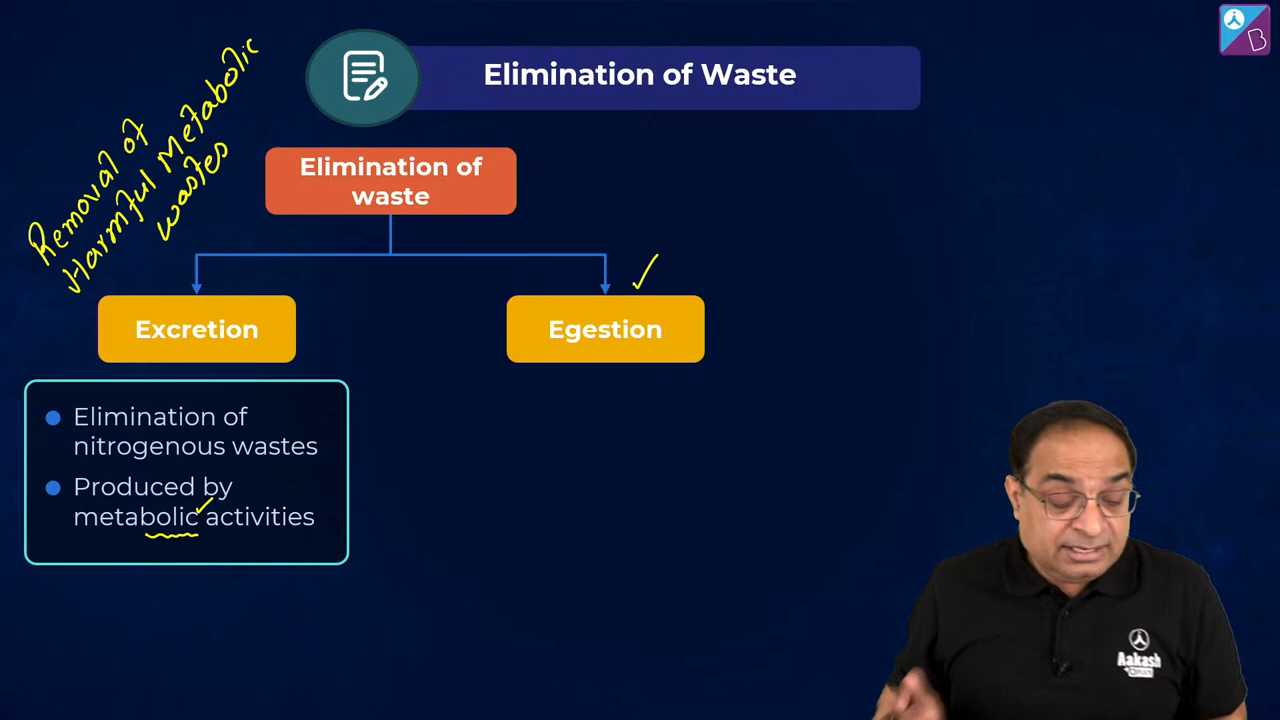 Elimination of Waste
Removal of
Harmful Metabolic
wastes
Elimination of
waste
Excretion
Egestion
Elimination of
nitrogenous wastes
Produced by
metabolic activities
B
Aakash